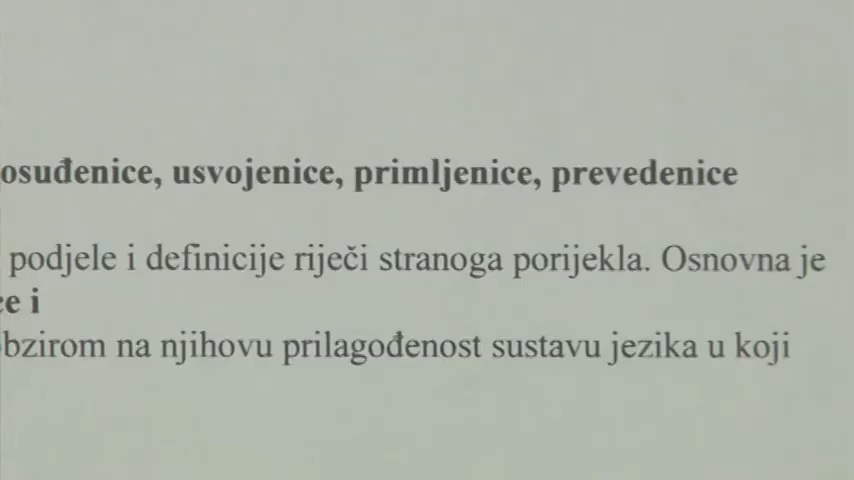 osuđenice, usvojenice, primljenice, prevedenice
podjele i definicije riječi stranoga porijekla. Osnovna je
e i
bzirom na njihovu prilagođenost sustavu jezika u koji